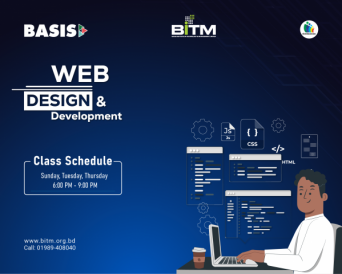 BASIS
BITM
WEB
DESIGN &
Development
Js
Js
{ }
CSS
</>
HTML
Class Schedule
Sunday, Tuesday, Thursday
6:00 PM - 9:00 PM
www.bitm.org.bd
Call: 01989-408040